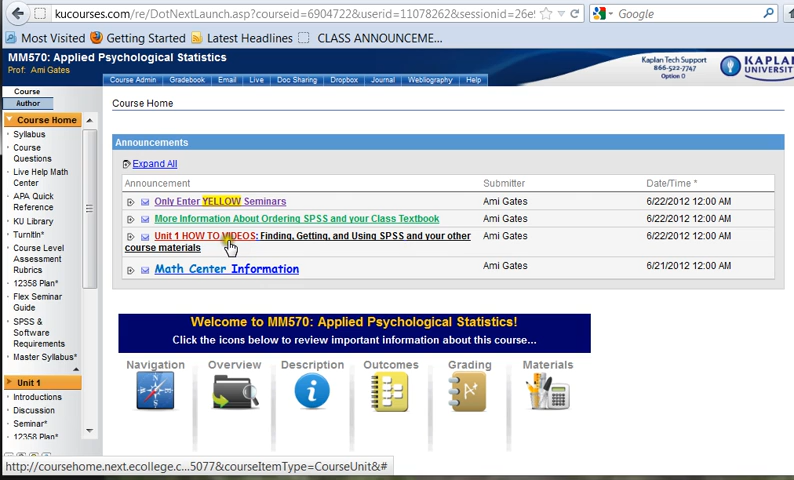 kucourses.com/re/DotNextLaunch.asp?courseid=6904722&userid=11078262&sessionid=26e
Google
Most Visited Getting Started Latest Headlines CLASS ANNOUNCEME...
MM570: Applied Psychological Statistics
Prof: Ami Gates
Kaplan Tech Support
866-522-7747
Option 0
KAPLA
UNIVERSITY
Course Admin Gradebook Email Live Doc Sharing Dropbox Journal Webliography Help
Course
Author
Course Home
Syllabus
Course
Questions
Live Help Math
Center
APA Quick
Reference
KU Library
TurnItIn*
Course Level
Assessment
Rubrics
12358 Plan*
Flex Seminar
Guide
SPSS &
Software
Requirements
Master Syllabus*
Unit 1
Introductions
Discussion
Seminar*
12358 Plan*
Course Home
Announcements
Expand All
Announcement Submitter Date/Time *
Only Enter YELLOW Seminars Ami Gates 6/22/2012 12:00 AM
More Information About Ordering SPSS and your Class Textbook Ami Gates 6/22/2012 12:00 AM
Unit 1 HOW TO VIDEOS: Finding, Getting, and Using SPSS and your other Ami Gates 6/22/2012 12:00 AM
course materials
Math Center Information Ami Gates 6/21/2012 12:00 AM
Welcome to MM570: Applied Psychological Statistics!
Click the icons below to review important information about this course...
Navigation Overview Description Outcomes Grading Materials
http://coursehome.next.ecollege.c...5077&courseItemType=CourseUnit&#